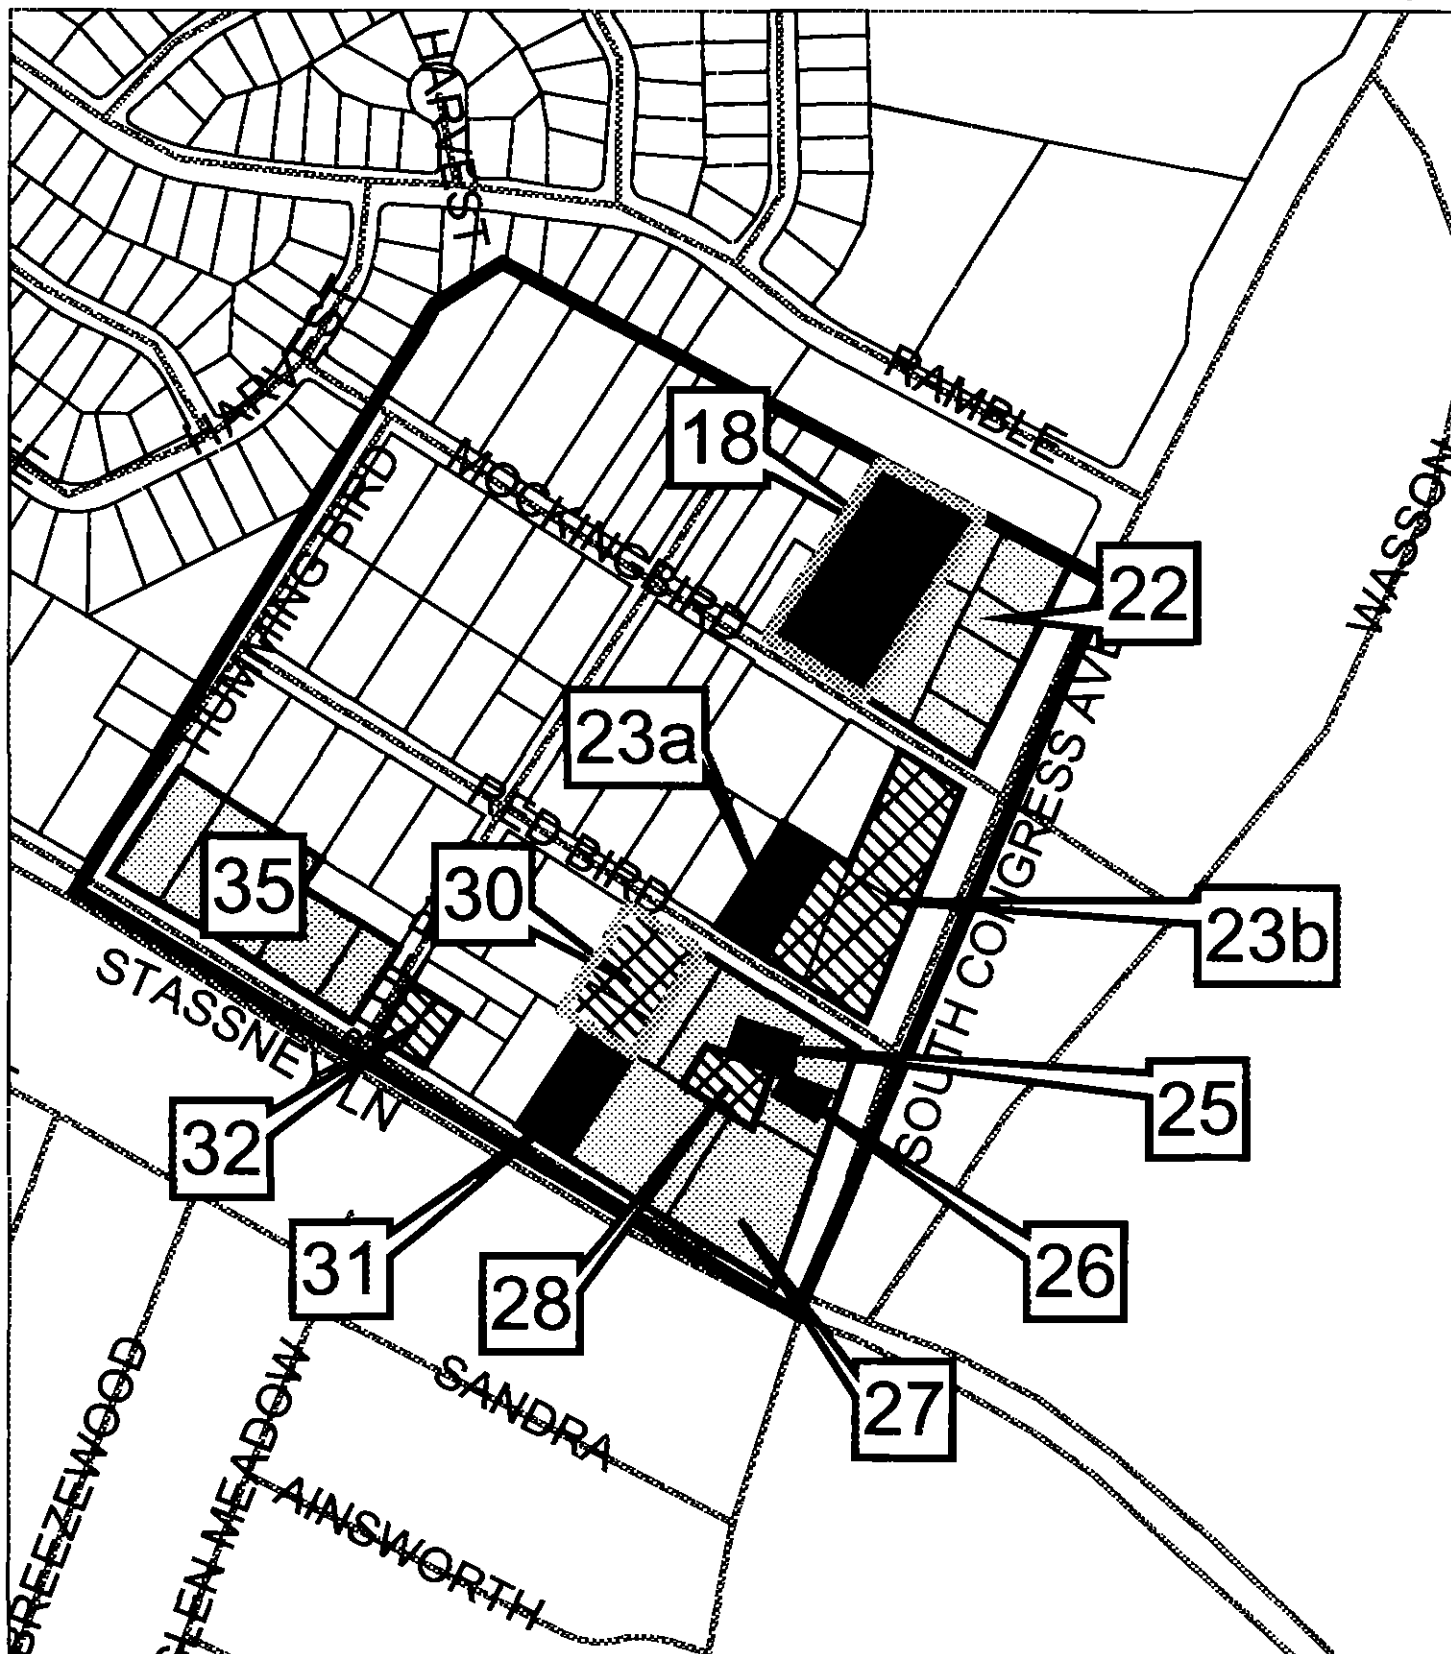 HARVEST
HARVEST
RAMBLE
18
MOCKINGBIRD
HUMMING BIRD
WASSON
22
23a
RED BIRD
35
30
23b
SOUTH CONGRESS AVE
STASSNEY LN
25
32
31
28
26
27
SANDRA
BREEZEWOOD
GLEN MEADOW
AINSWORTH